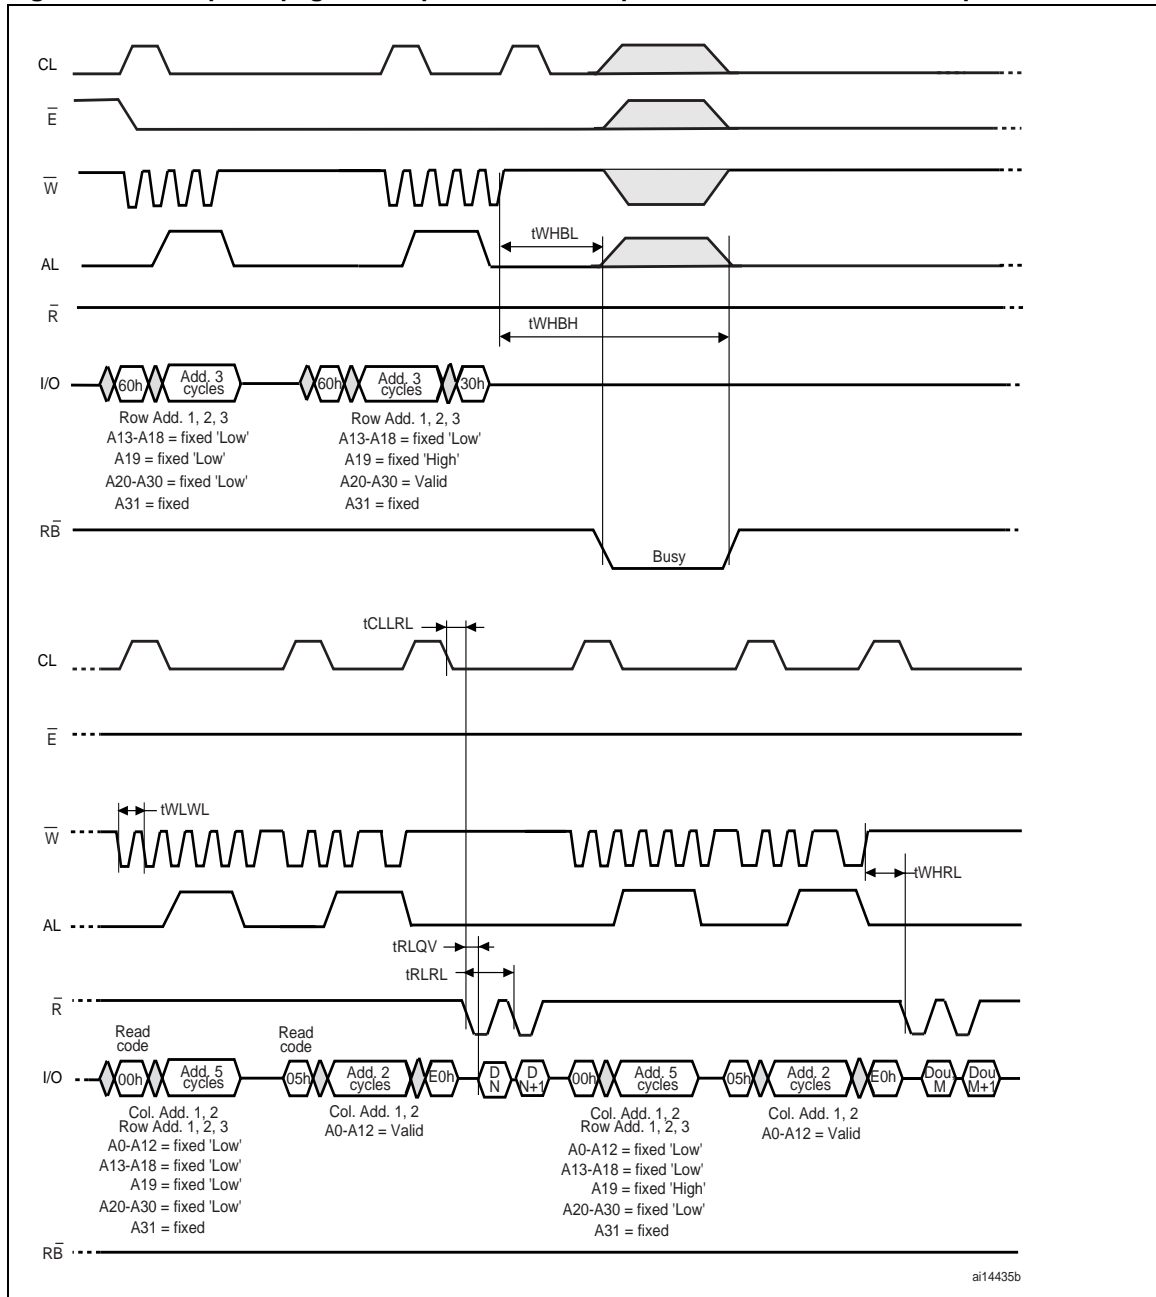 CL
E
W
tWHBL
AL
R
tWHBH
I/O
60h
Add. 3
cycles
60h
Add. 3
cycles
30h
Row Add. 1, 2, 3
A13-A18 = fixed 'Low'
A19 = fixed 'Low'
A20-A30 = fixed 'Low'
A31 = fixed
Row Add. 1, 2, 3
A13-A18 = fixed 'Low'
A19 = fixed 'High'
A20-A30 = Valid
A31 = fixed
RB
Busy
tCLLRL
CL
E
tWLWL
W
tWHRL
AL
tRLQV
tRLRL
R
Read
code
Read
code
I/O
00h
Add. 5
cycles
05h
Add. 2
cycles
E0h
D
N
D
N+1
00h
Add. 5
cycles
05h
Add. 2
cycles
E0h
Dou
M
Dou
M+1
Col. Add. 1, 2
Row Add. 1, 2, 3
A0-A12 = fixed 'Low'
A13-A18 = fixed 'Low'
A19 = fixed 'Low'
A20-A30 = fixed 'Low'
A31 = fixed
Col. Add. 1, 2
A0-A12 = Valid
Col. Add. 1, 2
Row Add. 1, 2, 3
A0-A12 = fixed 'Low'
A13-A18 = fixed 'Low'
A19 = fixed 'High'
A20-A30 = fixed 'Low'
A31 = fixed
Col. Add. 1, 2
A0-A12 = Valid
RB
ai14435b